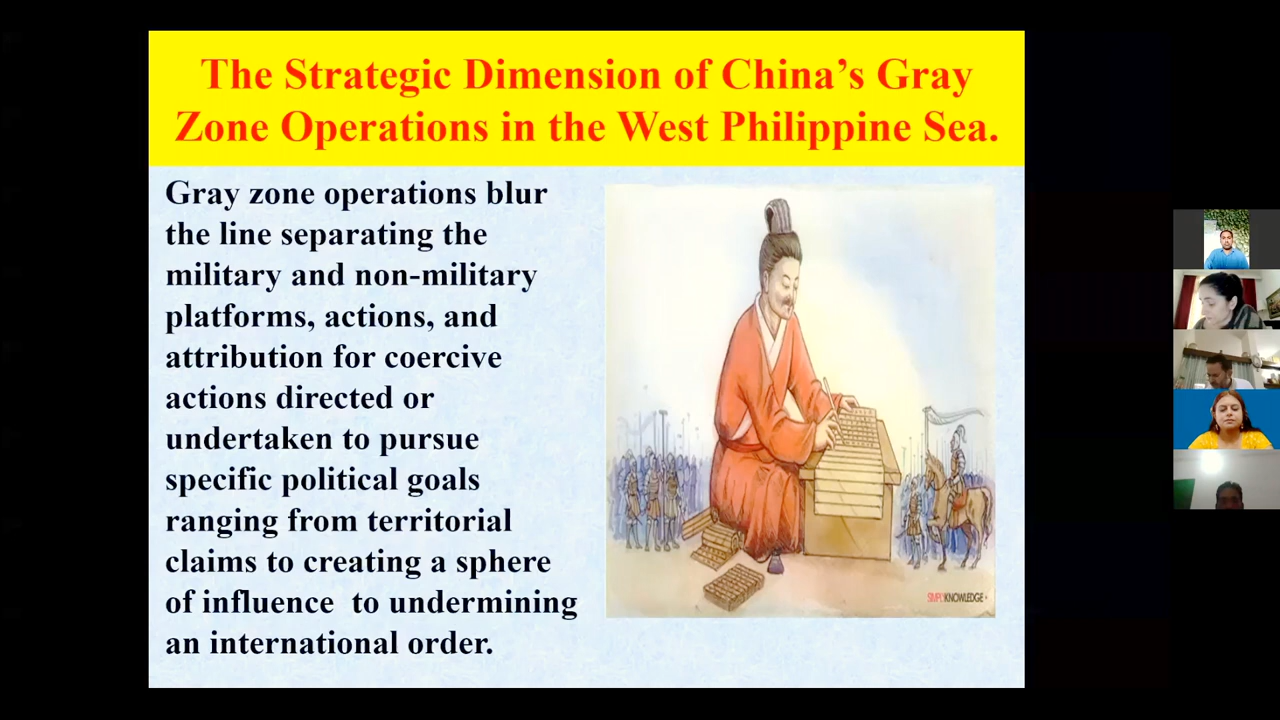 The Strategic Dimension of China’s Gray
Zone Operations in the West Philippine Sea.
Gray zone operations blur
the line separating the
military and non-military
platforms, actions, and
attribution for coercive
actions directed or
undertaken to pursue
specific political goals
ranging from territorial
claims to creating a sphere
of influence  to undermining
an international order.
SIMPLYKNOWLEDGE